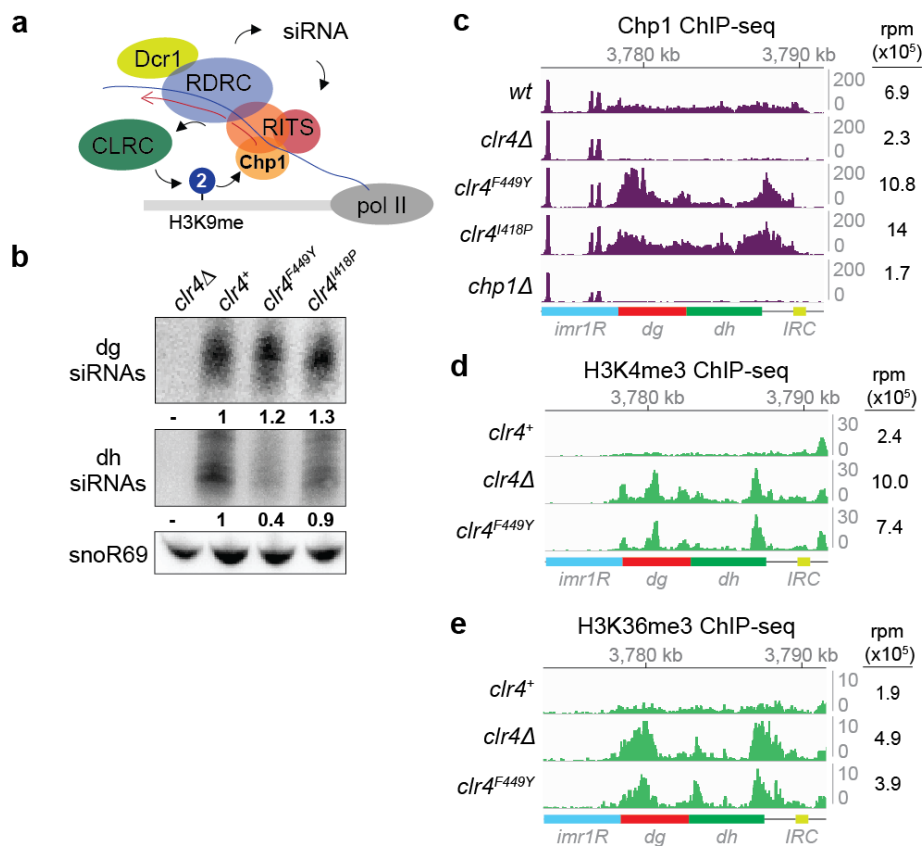 a
siRNA
Dcr1
RDRC
CLRC
RITS
Chp1
2
H3K9me
pol II
b
clr4Δ
clr4+
clr4F449Y
clr4I418P
dg
siRNAs
- 1 1.2 1.3
dh
siRNAs
- 1 0.4 0.9
snoR69
c
Chp1 ChIP-seq
rpm
(x10⁵)
3,780 kb 3,790 kb
wt 200 0 6.9
clr4Δ 200 0 2.3
clr4F449Y 200 0 10.8
clr4I418P 200 0 14
chp1Δ 200 0 1.7
imr1R dg dh IRC
d
H3K4me3 ChIP-seq
rpm
(x10⁵)
3,780 kb 3,790 kb
clr4+ 30 0 2.4
clr4Δ 30 0 10.0
clr4F449Y 30 0 7.4
imr1R dg dh IRC
e
H3K36me3 ChIP-seq
rpm
(x10⁵)
3,780 kb 3,790 kb
clr4+ 10 0 1.9
clr4Δ 10 0 4.9
clr4F449Y 10 0 3.9
imr1R dg dh IRC